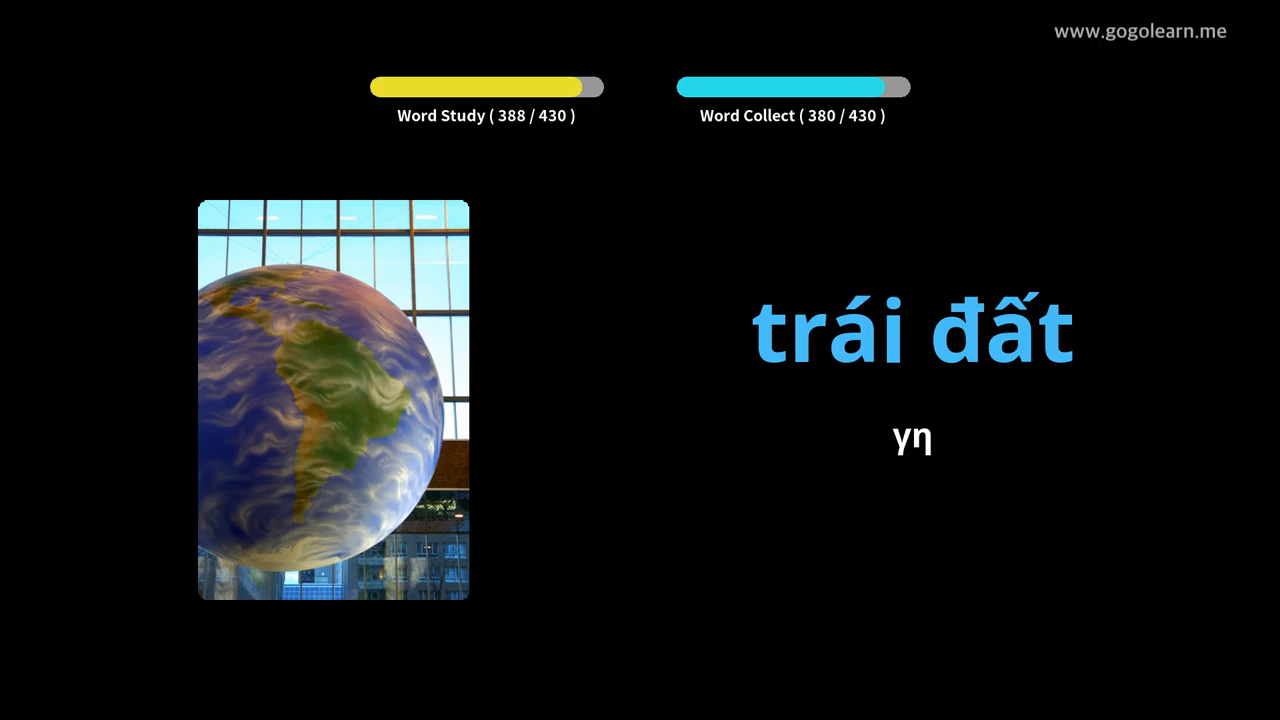 www.gogolearn.me
Word Study ( 388 / 430 )
Word Collect ( 380 / 430 )
trái đất
γη